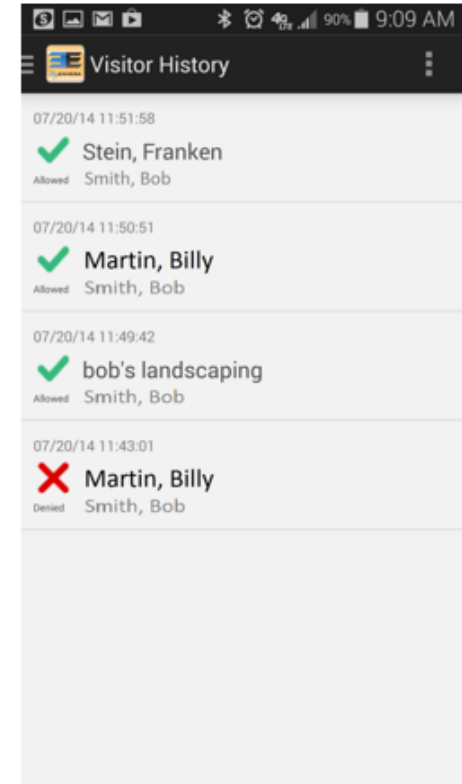 4G LTE 90% 9:09 AM
Visitor History
07/20/14 11:51:58
Stein, Franken
Allowed Smith, Bob
07/20/14 11:50:51
Martin, Billy
Allowed Smith, Bob
07/20/14 11:49:42
bob's landscaping
Allowed Smith, Bob
07/20/14 11:43:01
Martin, Billy
Denied Smith, Bob